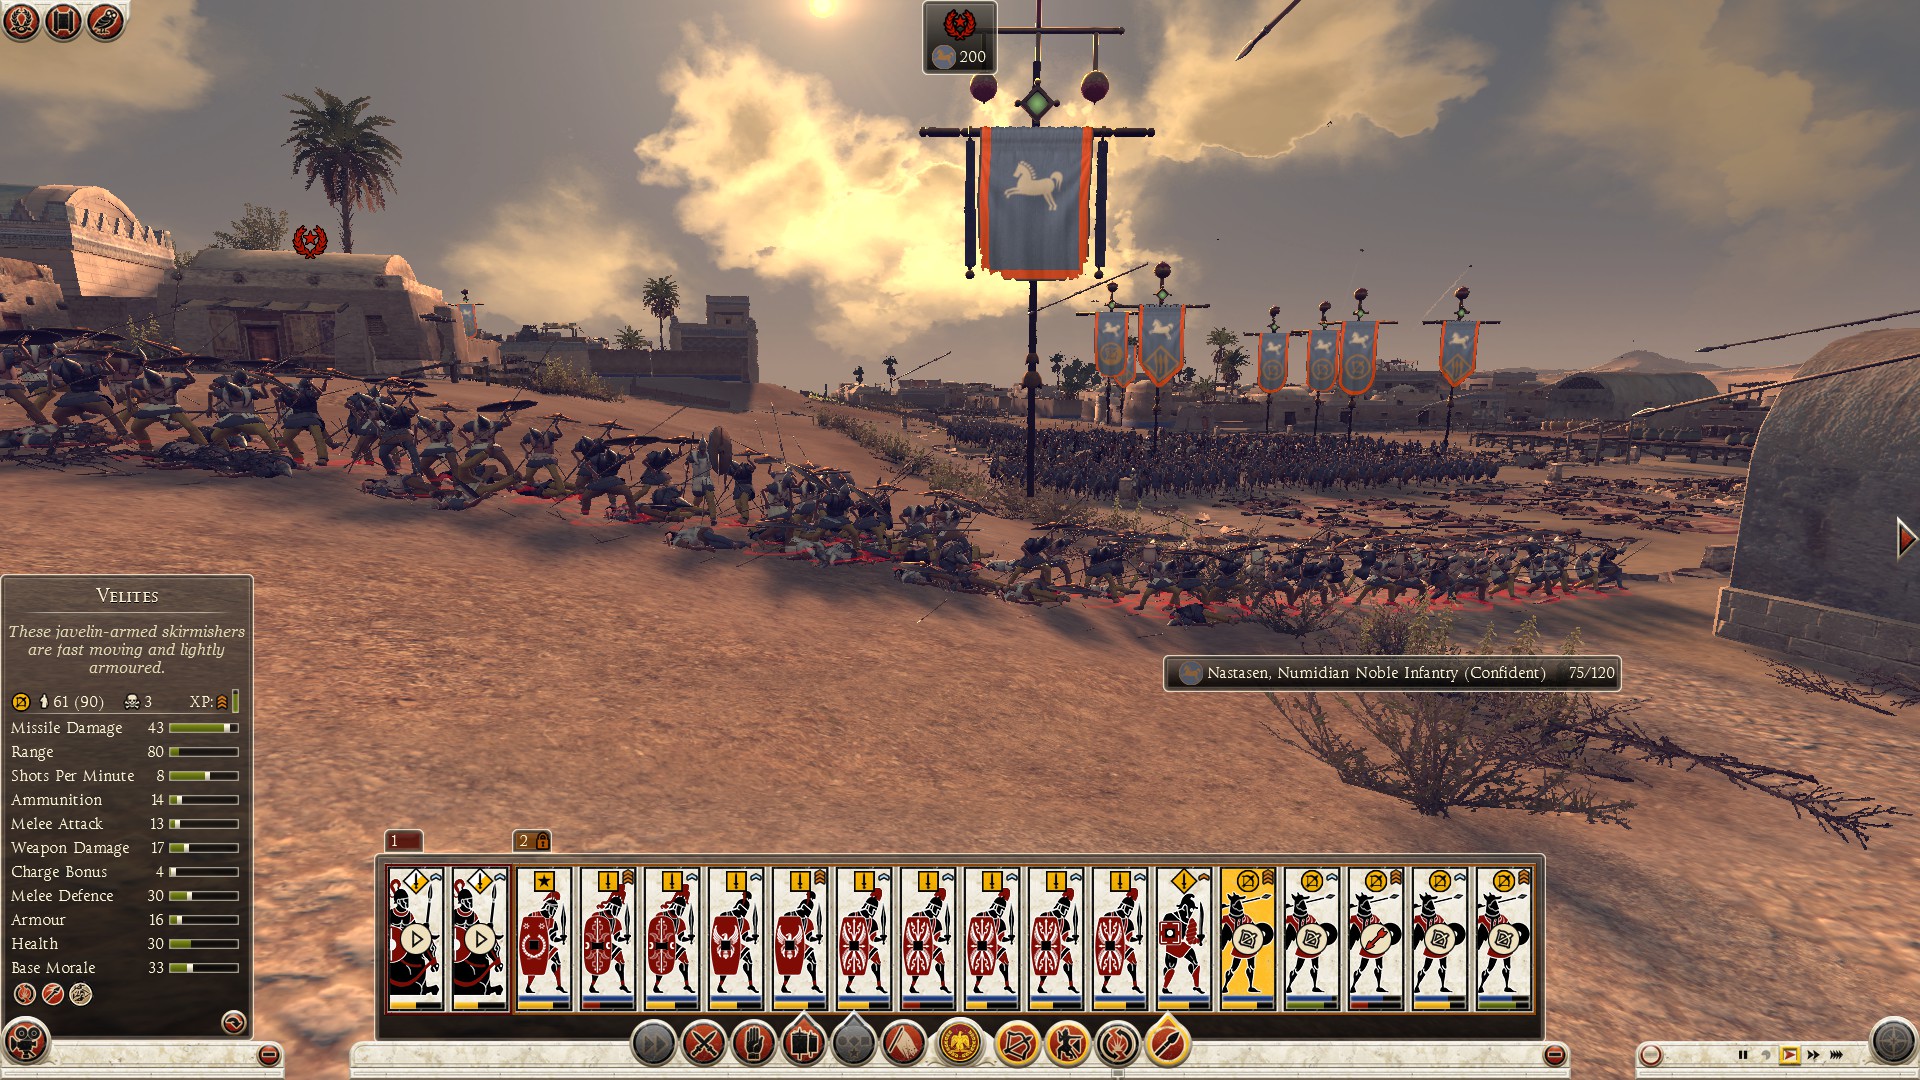 200
VELITES
These javelin-armed skirmishers
are fast moving and lightly
armoured.
61 (90) 3 XP:
Missile Damage 43
Range 80
Shots Per Minute 8
Ammunition 14
Melee Attack 13
Weapon Damage 17
Charge Bonus 4
Melee Defence 30
Armour 16
Health 30
Base Morale 33
Nastasen, Numidian Noble Infantry (Confident) 75/120
1
2